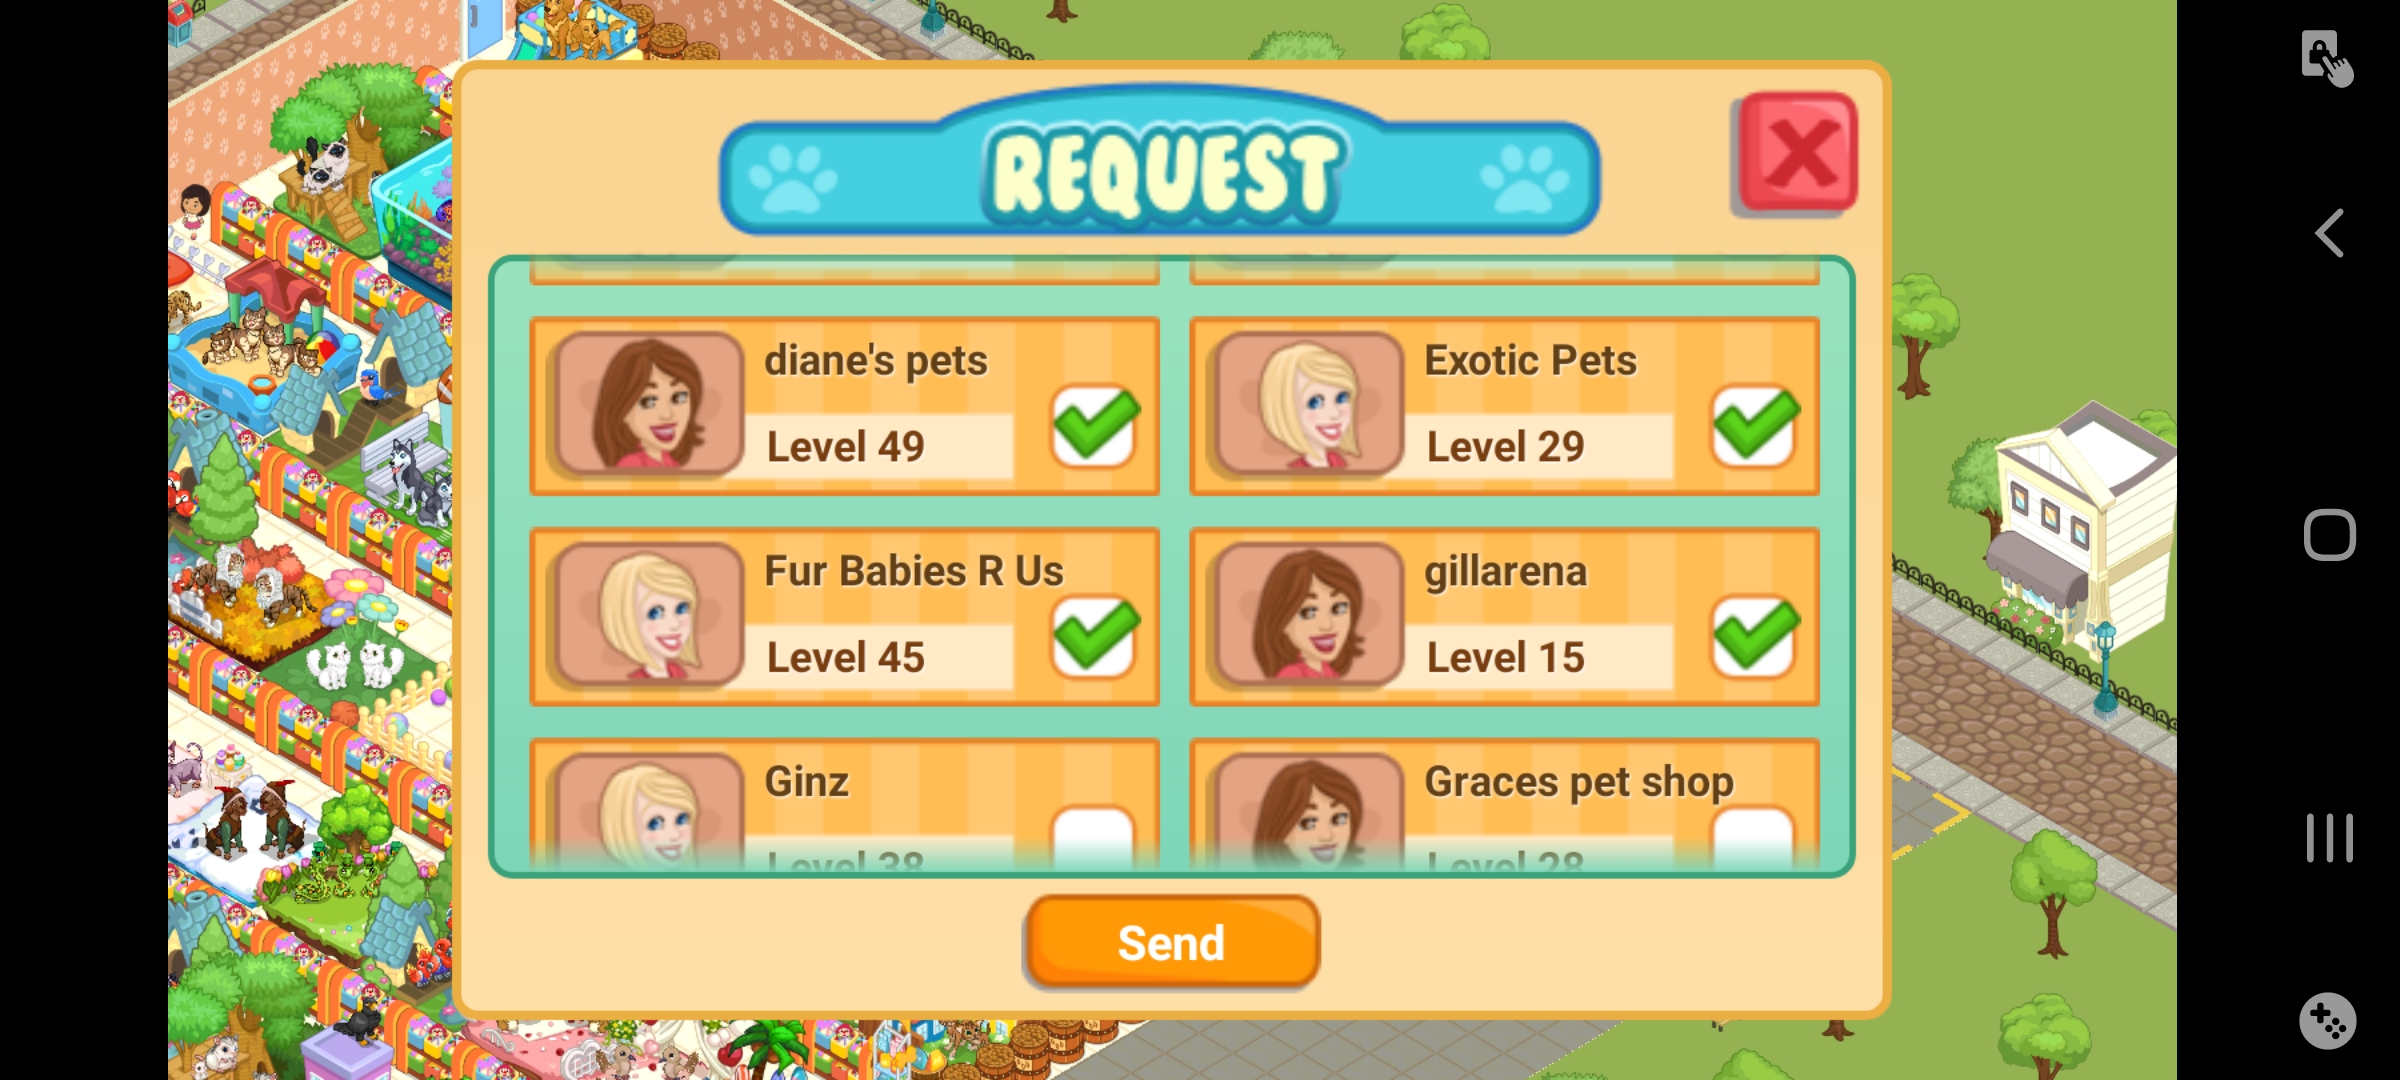 REQUEST
diane's pets
Level 49
Exotic Pets
Level 29
Fur Babies R Us
Level 45
gillarena
Level 15
Ginz
Level 38
Graces pet shop
Level 28
Send